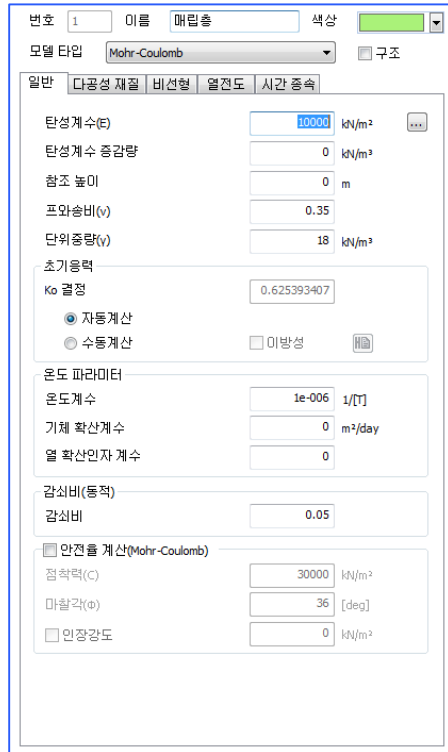 번호 1 이름 매립층 색상
모델 타입 Mohr-Coulomb 구조
일반 다공성 재질 비선형 열전도 시간 종속
탄성계수(E) 10000 kN/m² ...
탄성계수 증감량 0 kN/m³
참조 높이 0 m
프와송비(ν) 0.35
단위중량(γ) 18 kN/m³
초기응력
Ko 결정 0.625393407
자동계산
수동계산 이방성
온도 파라미터
온도계수 1e-006 1/[T]
기체 확산계수 0 m²/day
열 확산인자 계수 0
감쇠비(동적)
감쇠비 0.05
안전율 계산(Mohr-Coulomb)
점착력(C) 30000 kN/m²
마찰각(Φ) 36 [deg]
인장강도 0 kN/m²